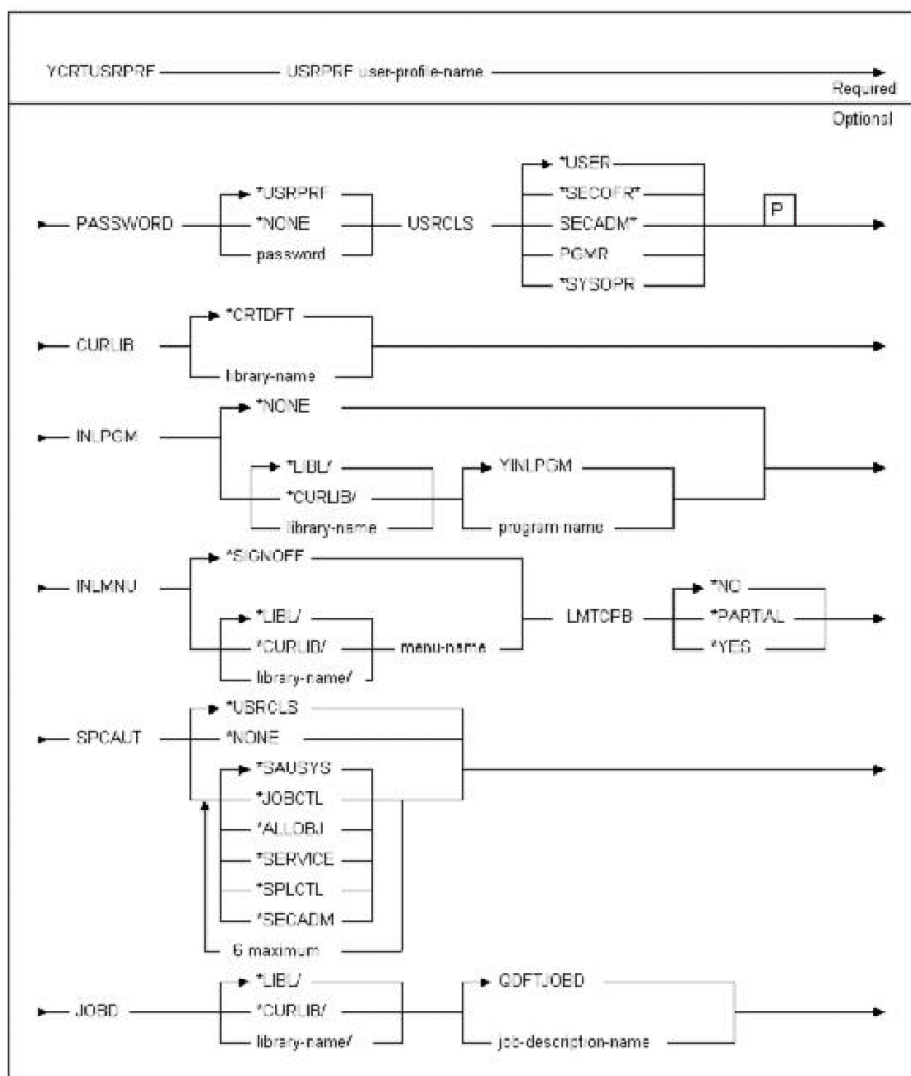 YCRTUSRPRF USRPRF user-profile-name
Required
Optional
*USER
*USRPRF *SECOFR*
PASSWORD *NONE USRCLS SECADM* P
password PGMR
*SYSOPR
*CRTDFT
CURLIB
library-name
*NONE
INLPGM
*LIBL/ YINLPGM
*CURLIB/
library-name program-name
*SIGNOFF
INLMNU *NO
*LIBL/ LMTCPB *PARTIAL
*CURLIB/ menu-name *YES
library-name/
*USRCLS
SPCAUT *NONE
*SAUSYS
*JOBCTL
*ALLOBJ
*SERVICE
*SPLCTL
*SECADM
6 maximum
*LIBL/ QDFTJOBD
JOBD *CURLIB/
library-name/ job-description-name